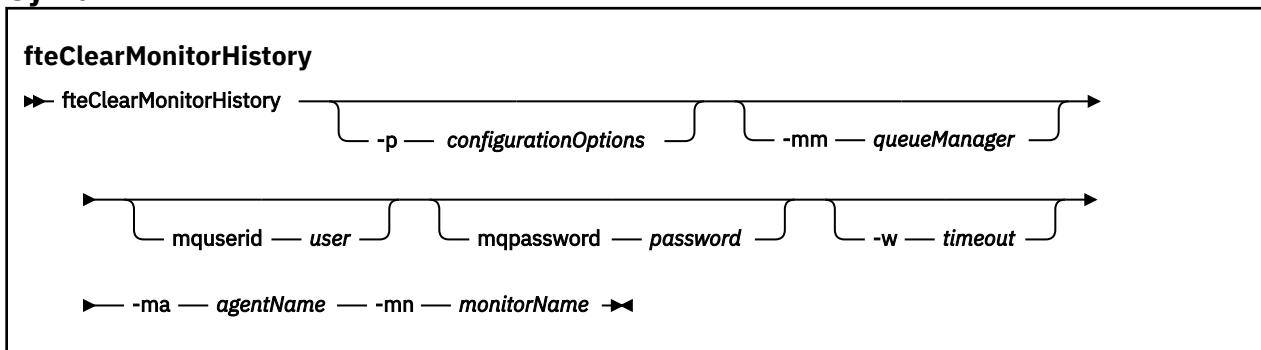 fteClearMonitorHistory
fteClearMonitorHistory
-p configurationOptions -mm queueManager
mquserid user mqpassword password -w timeout
-ma agentName -mn monitorName